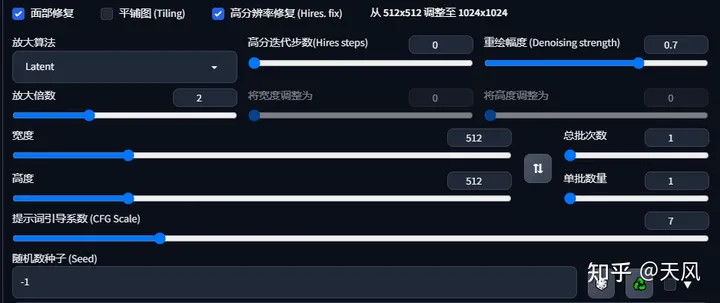 面部修复 平铺图 (Tiling) 高分辨率修复 (Hires. fix) 从 512x512 调整至 1024x1024
放大算法 高分迭代步数(Hires steps) 0 重绘幅度 (Denoising strength) 0.7
Latent
放大倍数 2 将宽度调整为 0 将高度调整为 0
宽度 512 总批次数 1
高度 512 单批数量 1
提示词引导系数 (CFG Scale) 7
随机数种子 (Seed)
-1
知乎 @天风